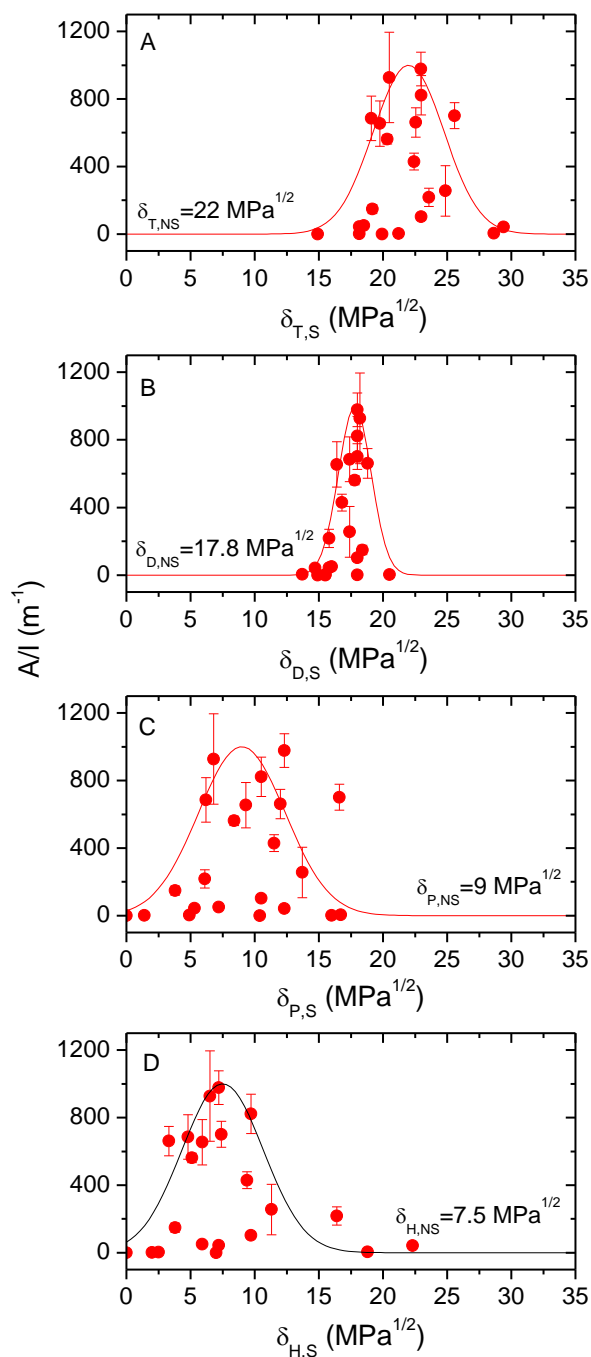 A
1200
800
400
0
δT,NS=22 MPa1/2
0 5 10 15 20 25 30 35
δT,S (MPa1/2)
B
1200
800
400
0
δD,NS=17.8 MPa1/2
0 5 10 15 20 25 30 35
δD,S (MPa1/2)
A/l (m-1)
C
1200
800
400
0
δP,NS=9 MPa1/2
0 5 10 15 20 25 30 35
δP,S (MPa1/2)
D
1200
800
400
0
δH,NS=7.5 MPa1/2
0 5 10 15 20 25 30 35
δH,S (MPa1/2)